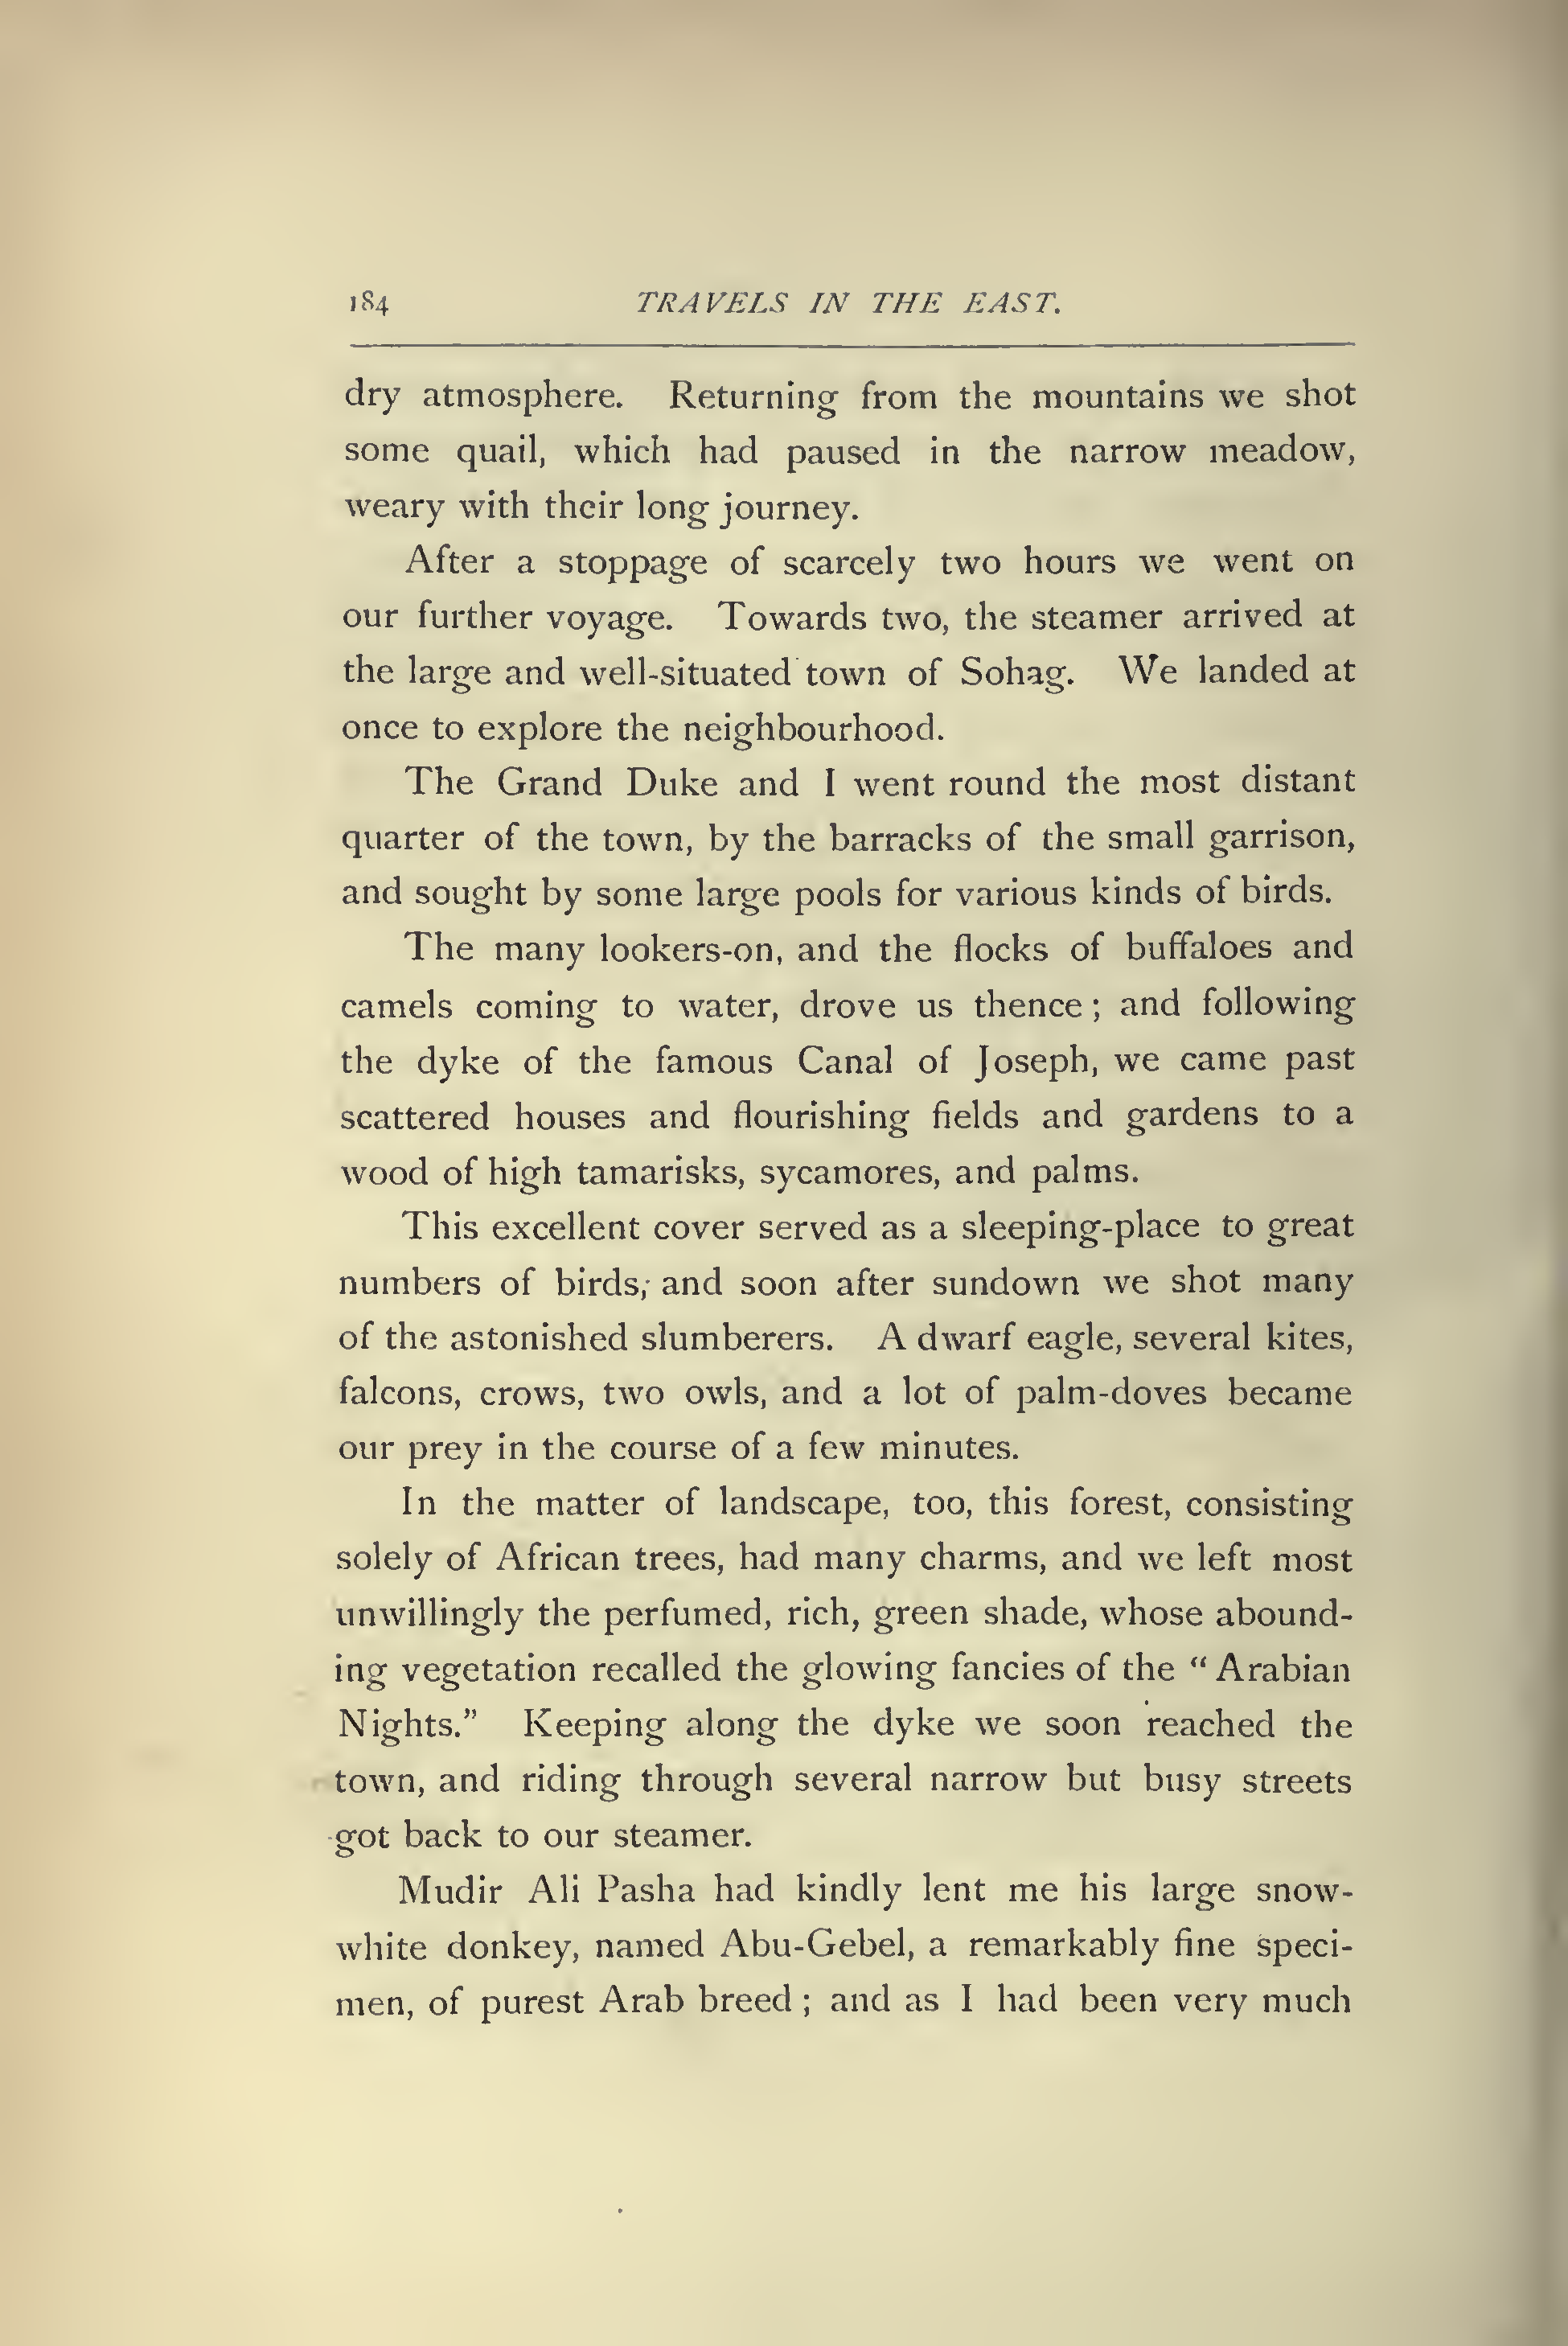 184 TRAVELS IN THE EAST.
dry atmosphere. Returning from the mountains we shot
some quail, which had paused in the narrow meadow,
weary with their long journey.
After a stoppage of scarcely two hours we went on
our further voyage. Towards two, the steamer arrived at
the large and well-situated town of Sohag. We landed at
once to explore the neighbourhood.
The Grand Duke and I went round the most distant
quarter of the town, by the barracks of the small garrison,
and sought by some large pools for various kinds of birds.
The many lookers-on, and the flocks of buffaloes and
camels coming to water, drove us thence; and following
the dyke of the famous Canal of Joseph, we came past
scattered houses and flourishing fields and gardens to a
wood of high tamarisks, sycamores, and palms.
This excellent cover served as a sleeping-place to great
numbers of birds, and soon after sundown we shot many
of the astonished slumberers. A dwarf eagle, several kites,
falcons, crows, two owls, and a lot of palm-doves became
our prey in the course of a few minutes.
In the matter of landscape, too, this forest, consisting
solely of African trees, had many charms, and we left most
unwillingly the perfumed, rich, green shade, whose abound-
ing vegetation recalled the glowing fancies of the “Arabian
Nights.” Keeping along the dyke we soon reached the
town, and riding through several narrow but busy streets
got back to our steamer.
Mudir Ali Pasha had kindly lent me his large snow-
white donkey, named Abu-Gebel, a remarkably fine speci-
men, of purest Arab breed; and as I had been very much